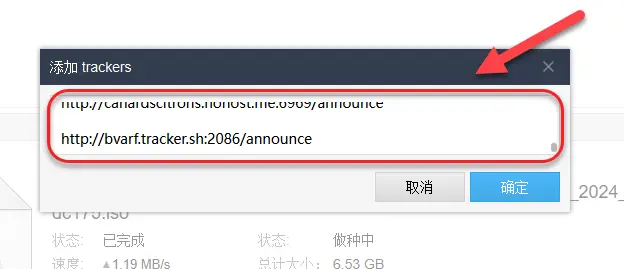 添加 trackers
http://canardscitrons.nohost.me:6969/announce
http://bvarf.tracker.sh:2086/announce
取消
确定
_2024_
dc175.iso
状态: 已完成 状态: 做种中
速度: ▲1.19 MB/s 总计大小: 6.53 GB